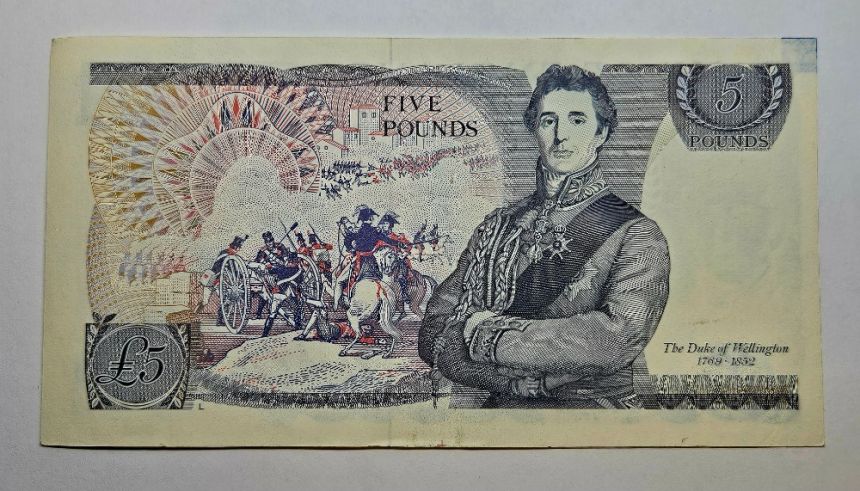 FIVE
POUNDS
5
POUNDS
£5
The Duke of Wellington
1769 - 1852
L